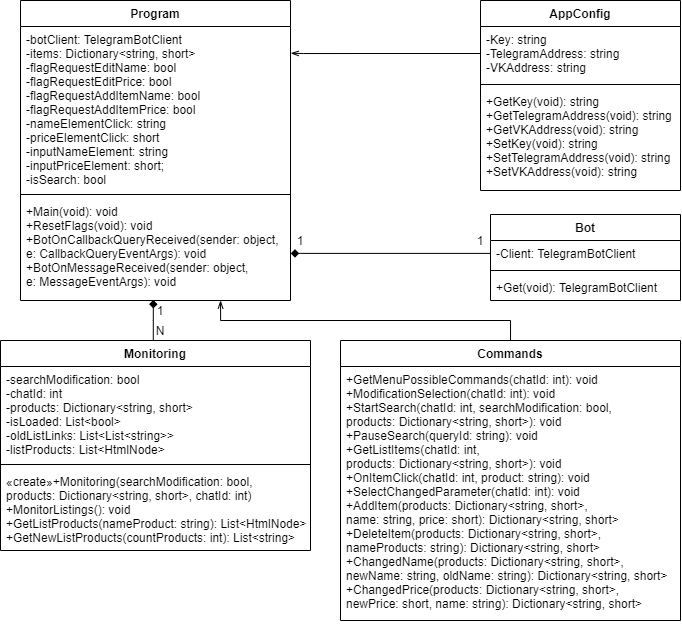 Program
-botClient: TelegramBotClient
-items: Dictionary<string, short>
-flagRequestEditName: bool
-flagRequestEditPrice: bool
-flagRequestAddItemName: bool
-flagRequestAddItemPrice: bool
-nameElementClick: string
-priceElementClick: short
-inputNameElement: string
-inputPriceElement: short;
-isSearch: bool
+Main(void): void
+ResetFlags(void): void
+BotOnCallbackQueryReceived(sender: object,
e: CallbackQueryEventArgs): void
+BotOnMessageReceived(sender: object,
e: MessageEventArgs): void
AppConfig
-Key: string
-TelegramAddress: string
-VKAddress: string
+GetKey(void): string
+GetTelegramAddress(void): string
+GetVKAddress(void): string
+SetKey(void): string
+SetTelegramAddress(void): string
+SetVKAddress(void): string
1
1
Bot
-Client: TelegramBotClient
+Get(void): TelegramBotClient
1
N
Monitoring
-searchModification: bool
-chatId: int
-products: Dictionary<string, short>
-isLoaded: List<bool>
-oldListLinks: List<List<string>>
-listProducts: List<HtmlNode>
«create»+Monitoring(searchModification: bool,
products: Dictionary<string, short>, chatId: int)
+MonitorListings(): void
+GetListProducts(nameProduct: string): List<HtmlNode>
+GetNewListProducts(countProducts: int): List<string>
Commands
+GetMenuPossibleCommands(chatId: int): void
+ModificationSelection(chatId: int): void
+StartSearch(chatId: int, searchModification: bool,
products: Dictionary<string, short>): void
+PauseSearch(queryId: string): void
+GetListItems(chatId: int,
products: Dictionary<string, short>): void
+OnItemClick(chatId: int, product: string): void
+SelectChangedParameter(chatId: int): void
+AddItem(products: Dictionary<string, short>,
name: string, price: short): Dictionary<string, short>
+DeleteItem(products: Dictionary<string, short>,
nameProducts: string): Dictionary<string, short>
+ChangedName(products: Dictionary<string, short>,
newName: string, oldName: string): Dictionary<string, short>
+ChangedPrice(products: Dictionary<string, short>,
newPrice: short, name: string): Dictionary<string, short>